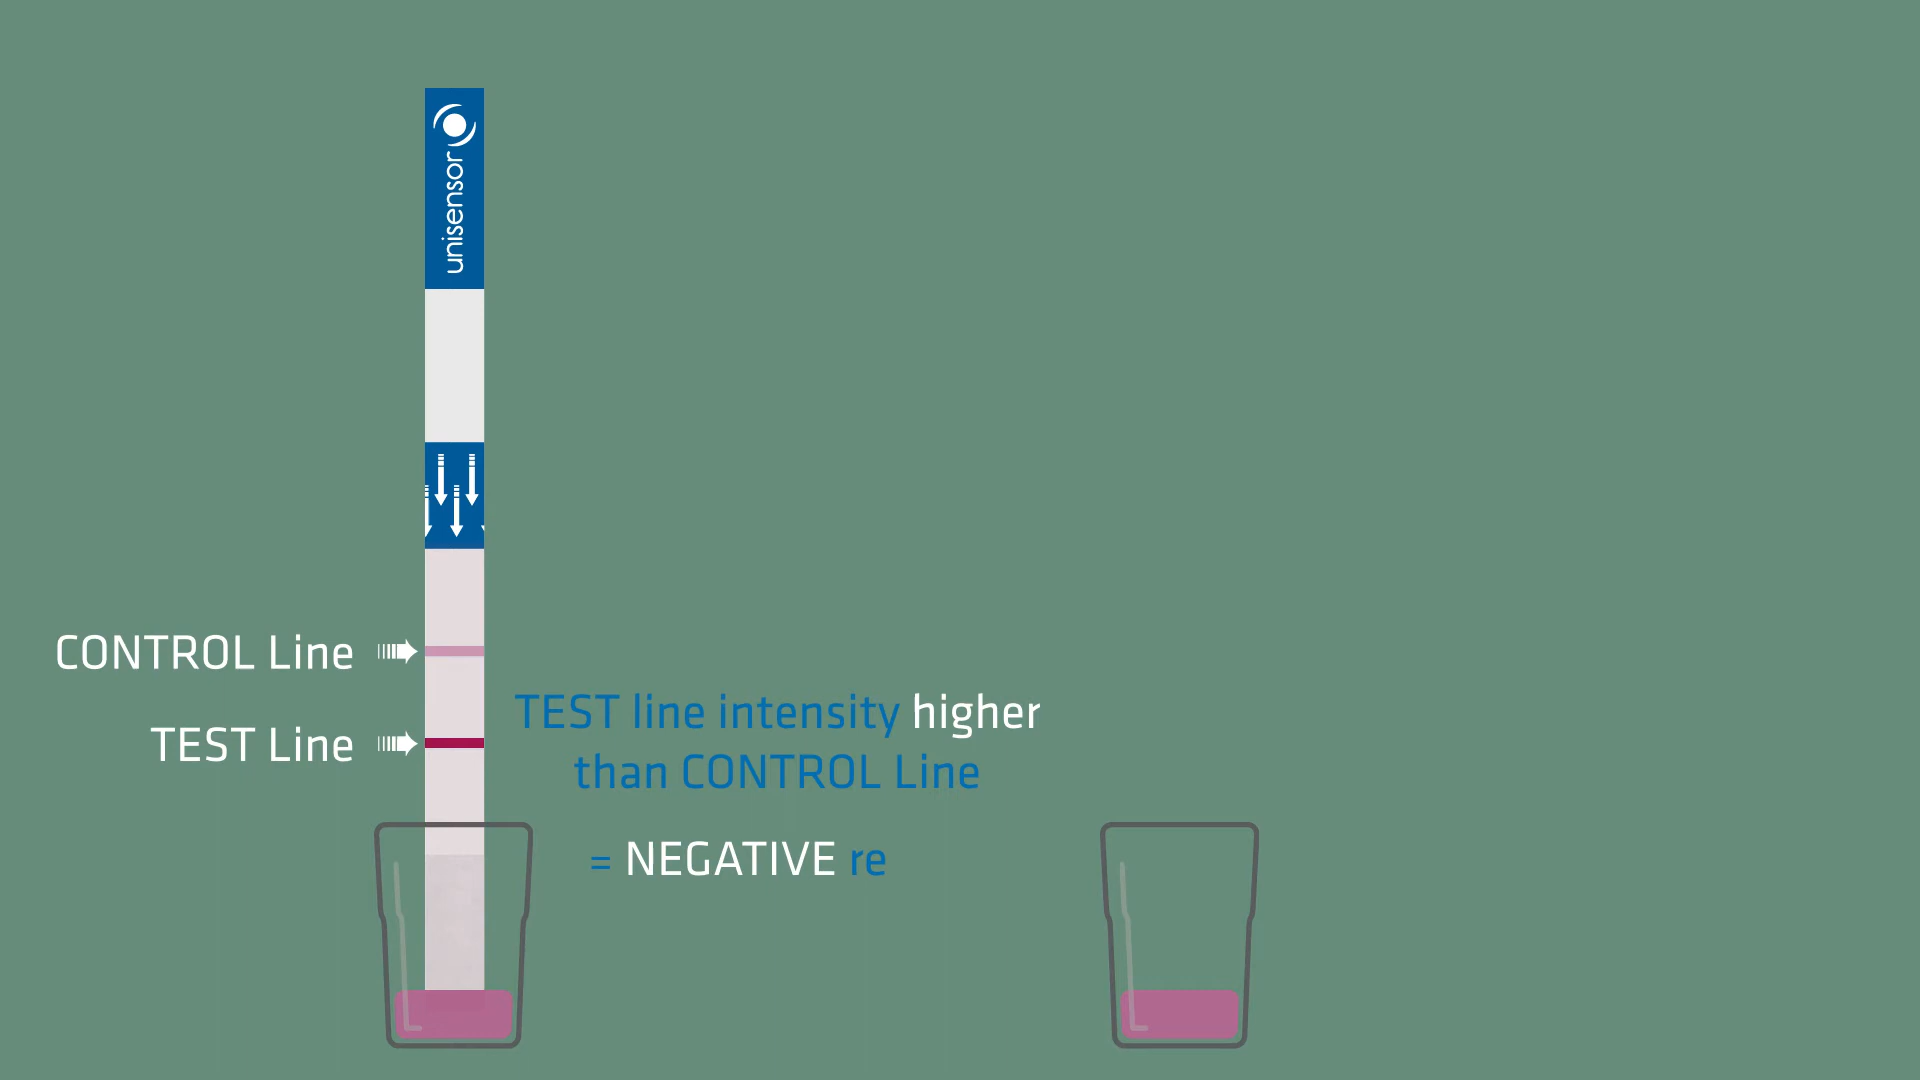 unisensor
CONTROL Line
TEST Line
TEST line intensity higher
than CONTROL Line
= NEGATIVE re